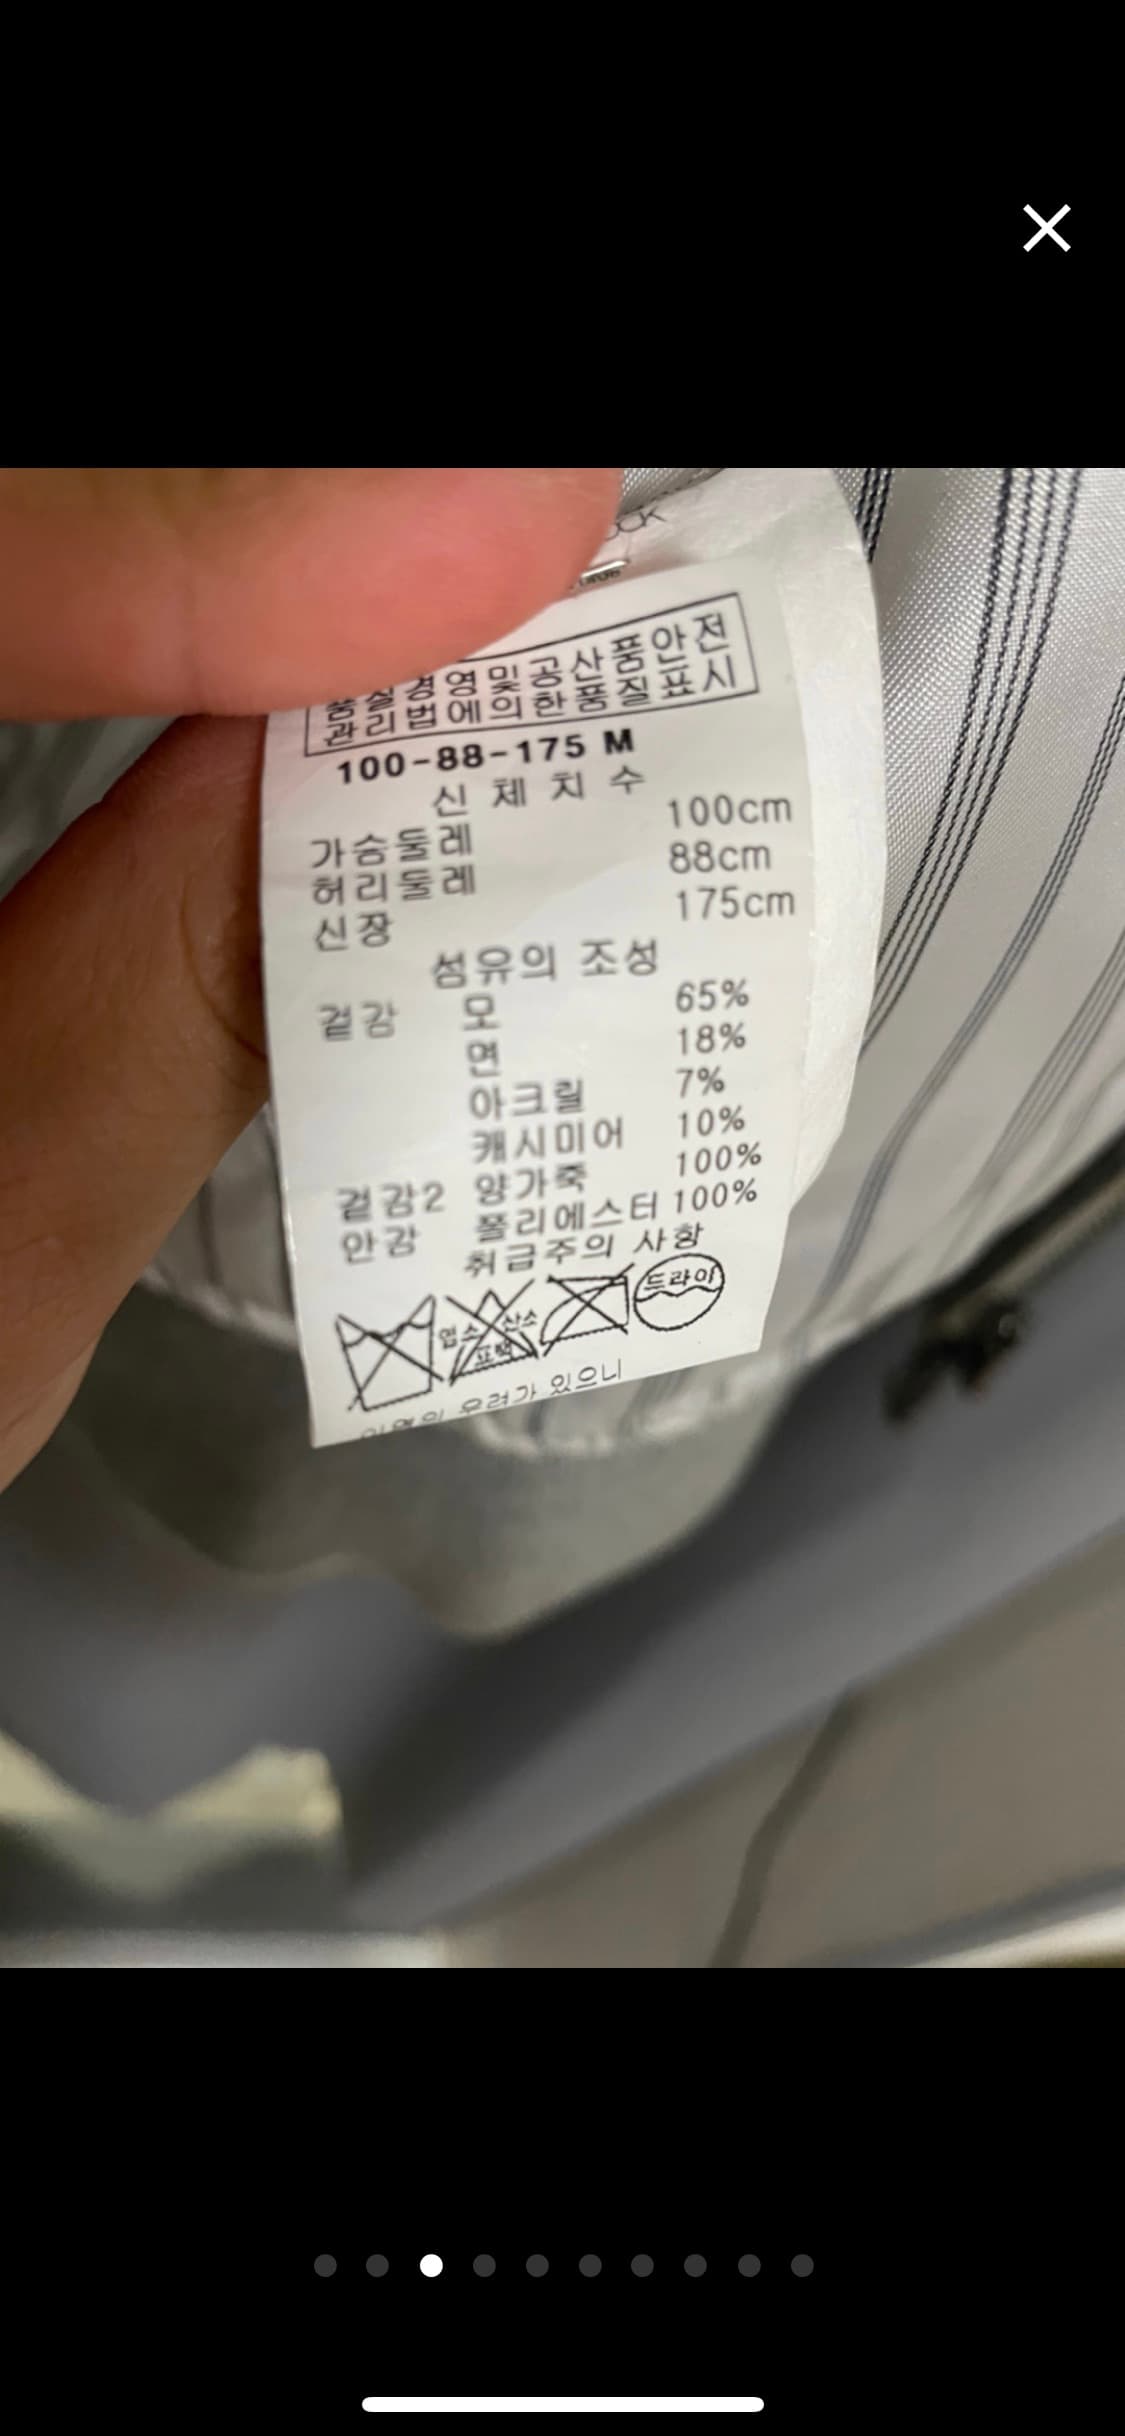 품질경영및공산품안전
관리법에의한품질표시
100-88-175 M
신 체 치 수
가슴둘레 100cm
허리둘레 88cm
신장 175cm
섬유의 조성
겉감 모 65%
면 18%
아크릴 7%
캐시미어 10%
겉감2 양가죽 100%
안감 폴리에스터 100%
취급주의 사항
염소 산소
표백
드라이
우려가 있으니